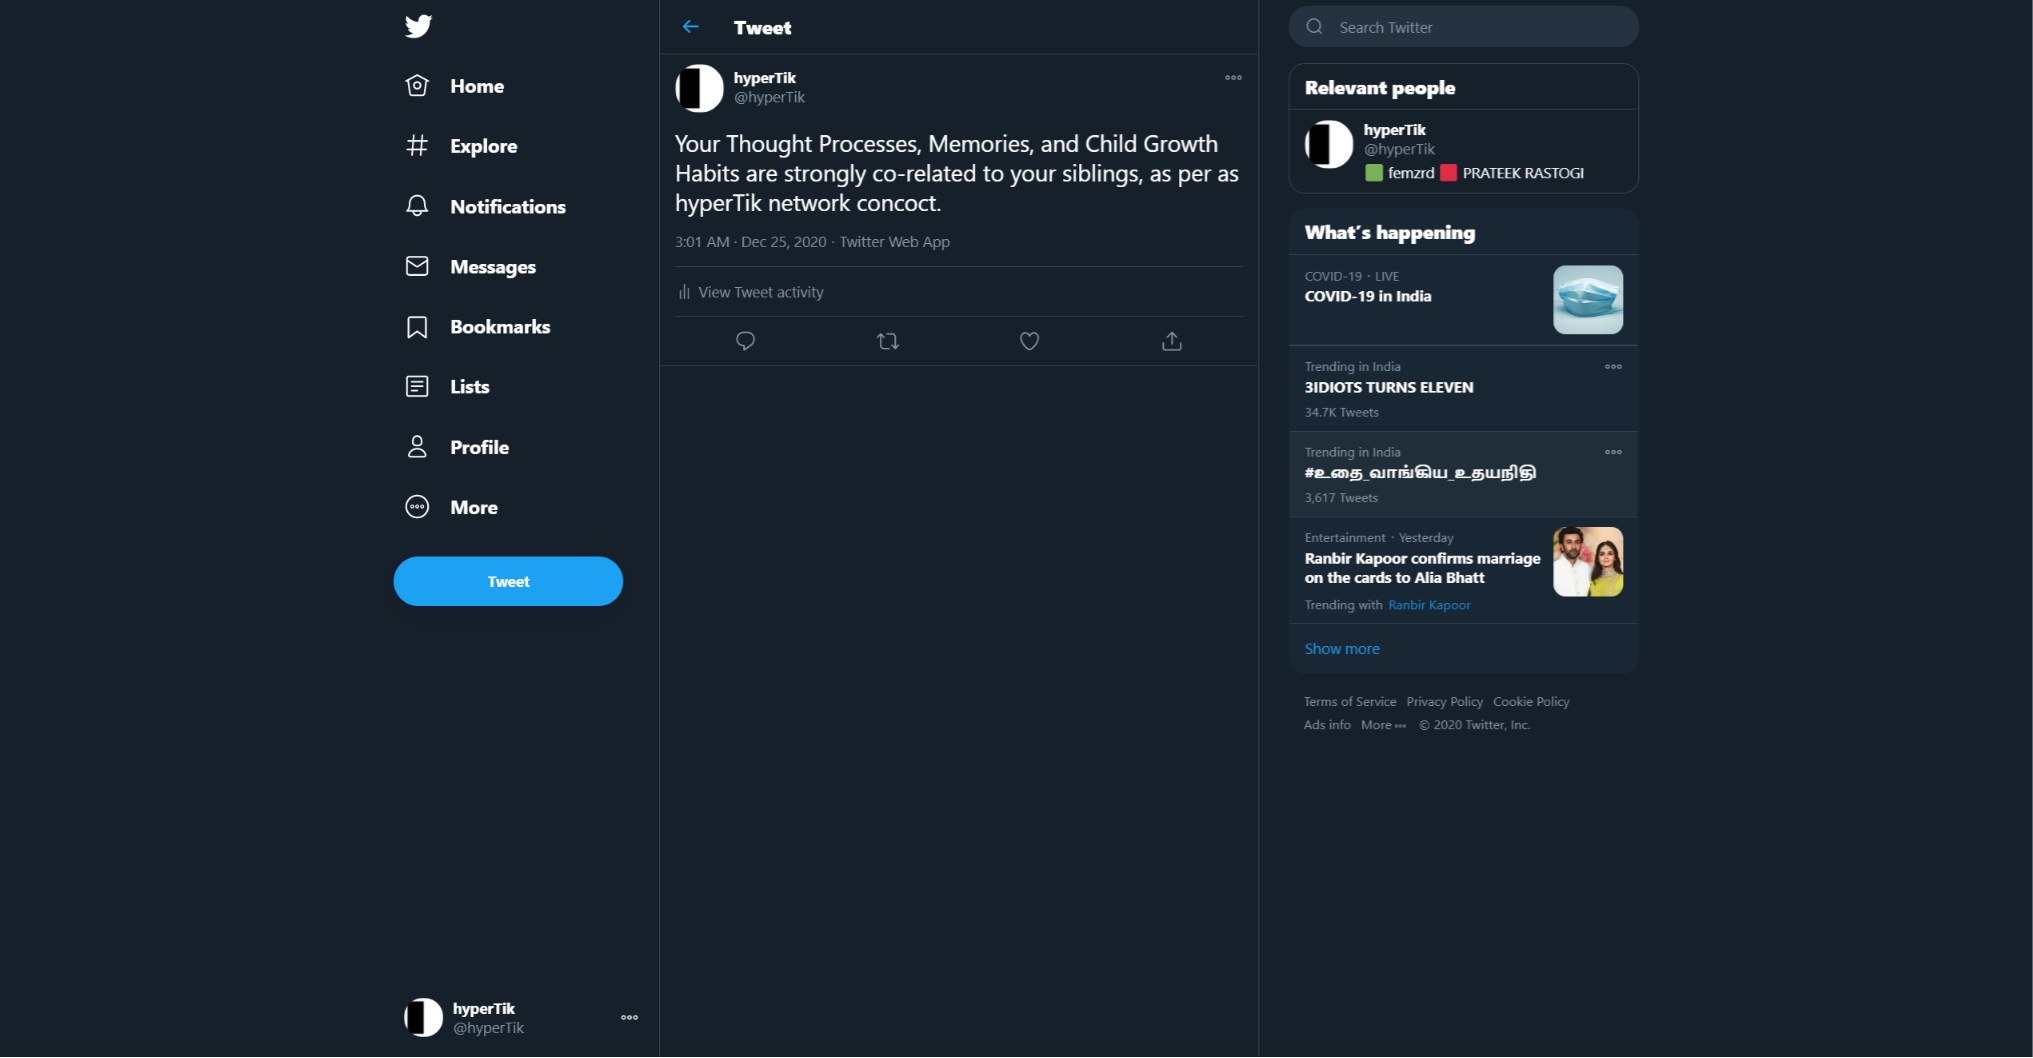 Home
Explore
Notifications
Messages
Bookmarks
Lists
Profile
More
Tweet
hyperTik
@hyperTik
Tweet
hyperTik
@hyperTik
Your Thought Processes, Memories, and Child Growth
Habits are strongly co-related to your siblings, as per as
hyperTik network concoct.
3:01 AM · Dec 25, 2020 · Twitter Web App
View Tweet activity
Search Twitter
Relevant people
hyperTik
@hyperTik
🟩 femzrd 🟥 PRATEEK RASTOGI
What's happening
COVID-19 · LIVE
COVID-19 in India
Trending in India
3IDIOTS TURNS ELEVEN
34.7K Tweets
Trending in India
#உதை_வாங்கிய_உதயநிதி
3,617 Tweets
Entertainment · Yesterday
Ranbir Kapoor confirms marriage
on the cards to Alia Bhatt
Trending with Ranbir Kapoor
Show more
Terms of Service Privacy Policy Cookie Policy
Ads info More ··· © 2020 Twitter, Inc.